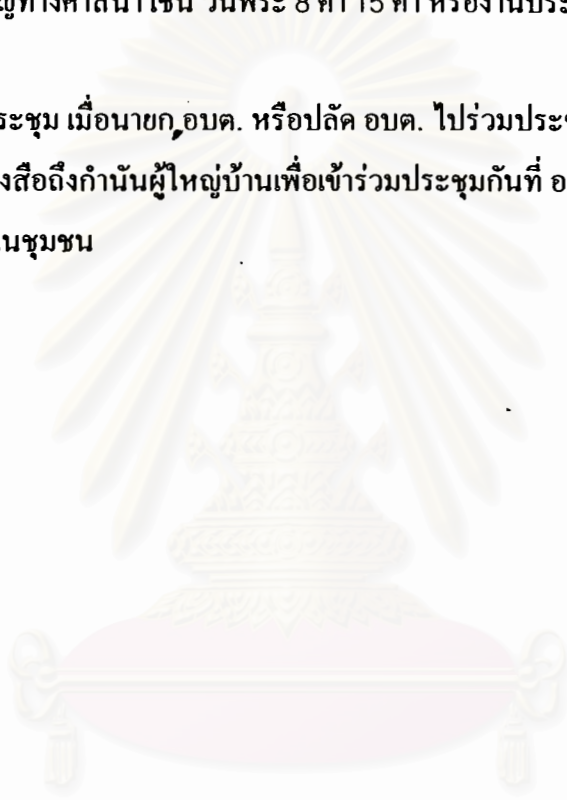 ทางศาสนา เช่น วันพระ 8 ค่ำ 15 ค่ำ หรืองานประ
ระชุม เมื่อนายก อบต. หรือปลัด อบต. ไปร่วมประช
งสือถึงกำนันผู้ใหญ่บ้านเพื่อเข้าร่วมประชุมกันที่ อ
นชุมชน